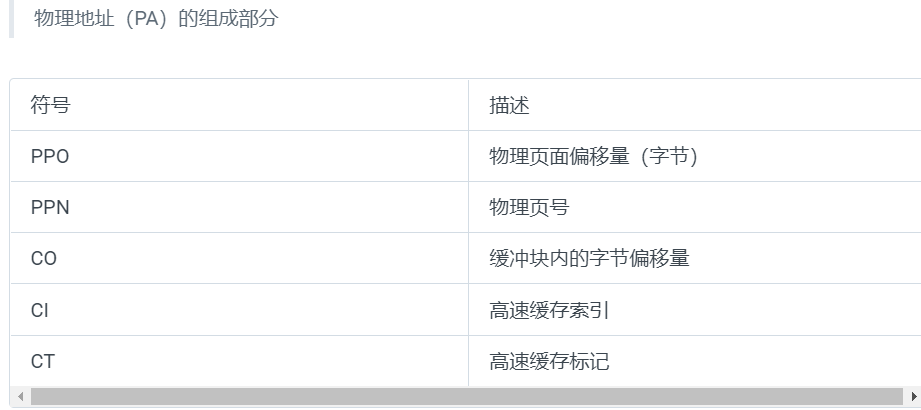 物理地址（PA）的组成部分
符号 描述
PPO 物理页面偏移量（字节）
PPN 物理页号
CO 缓冲块内的字节偏移量
CI 高速缓存索引
CT 高速缓存标记